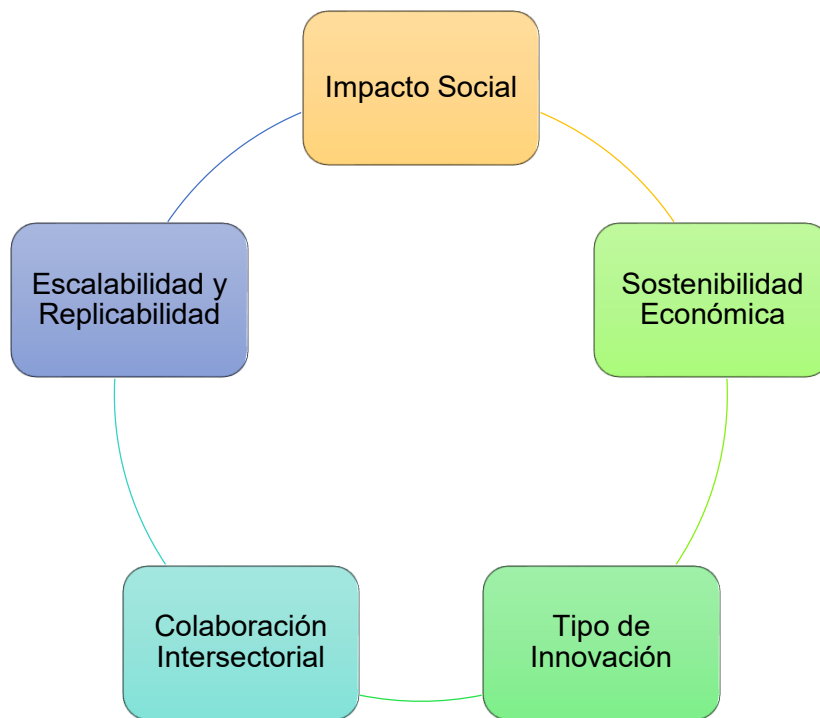 Impacto Social
Sostenibilidad
Económica
Tipo de
Innovación
Colaboración
Intersectorial
Escalabilidad y
Replicabilidad